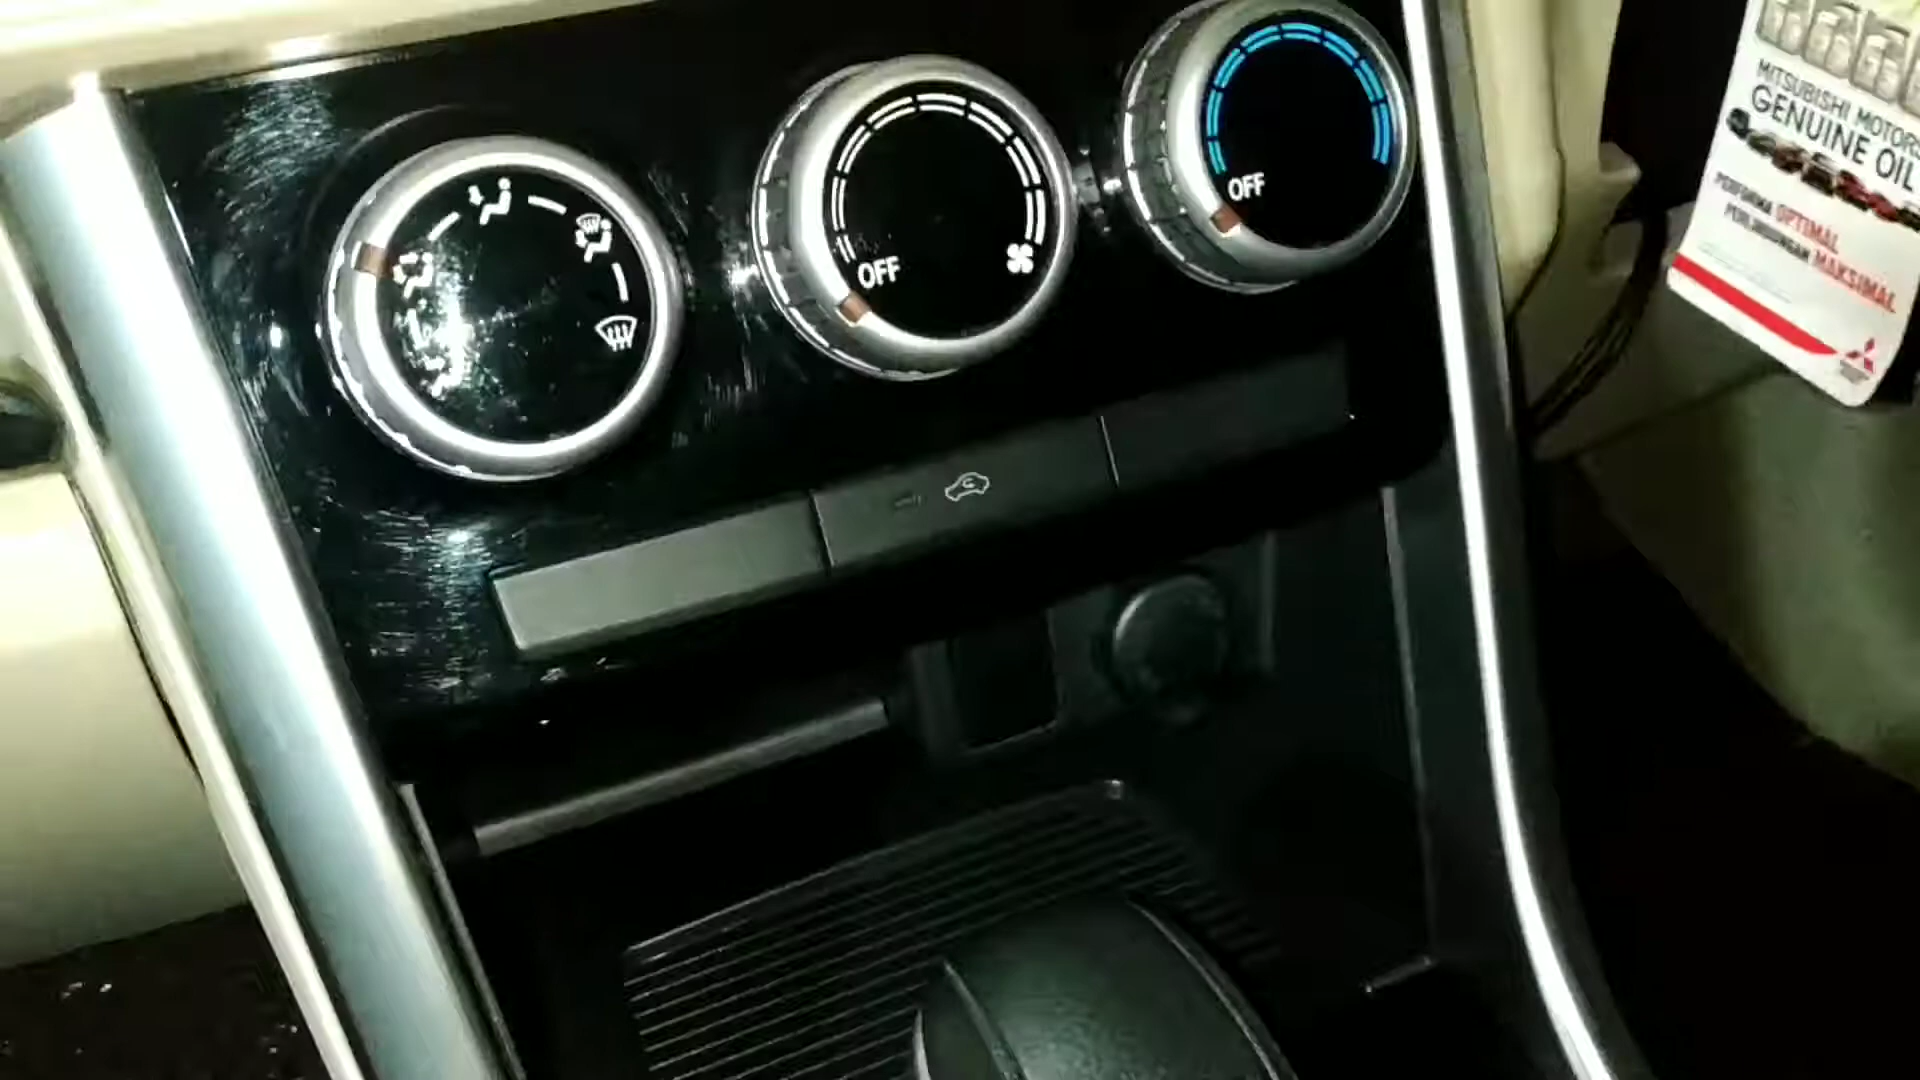 OFF
OFF
MITSUBISHI MOTORS
GENUINE OIL
PERFORMA OPTIMAL
PERLINDUNGAN MAKSIMAL